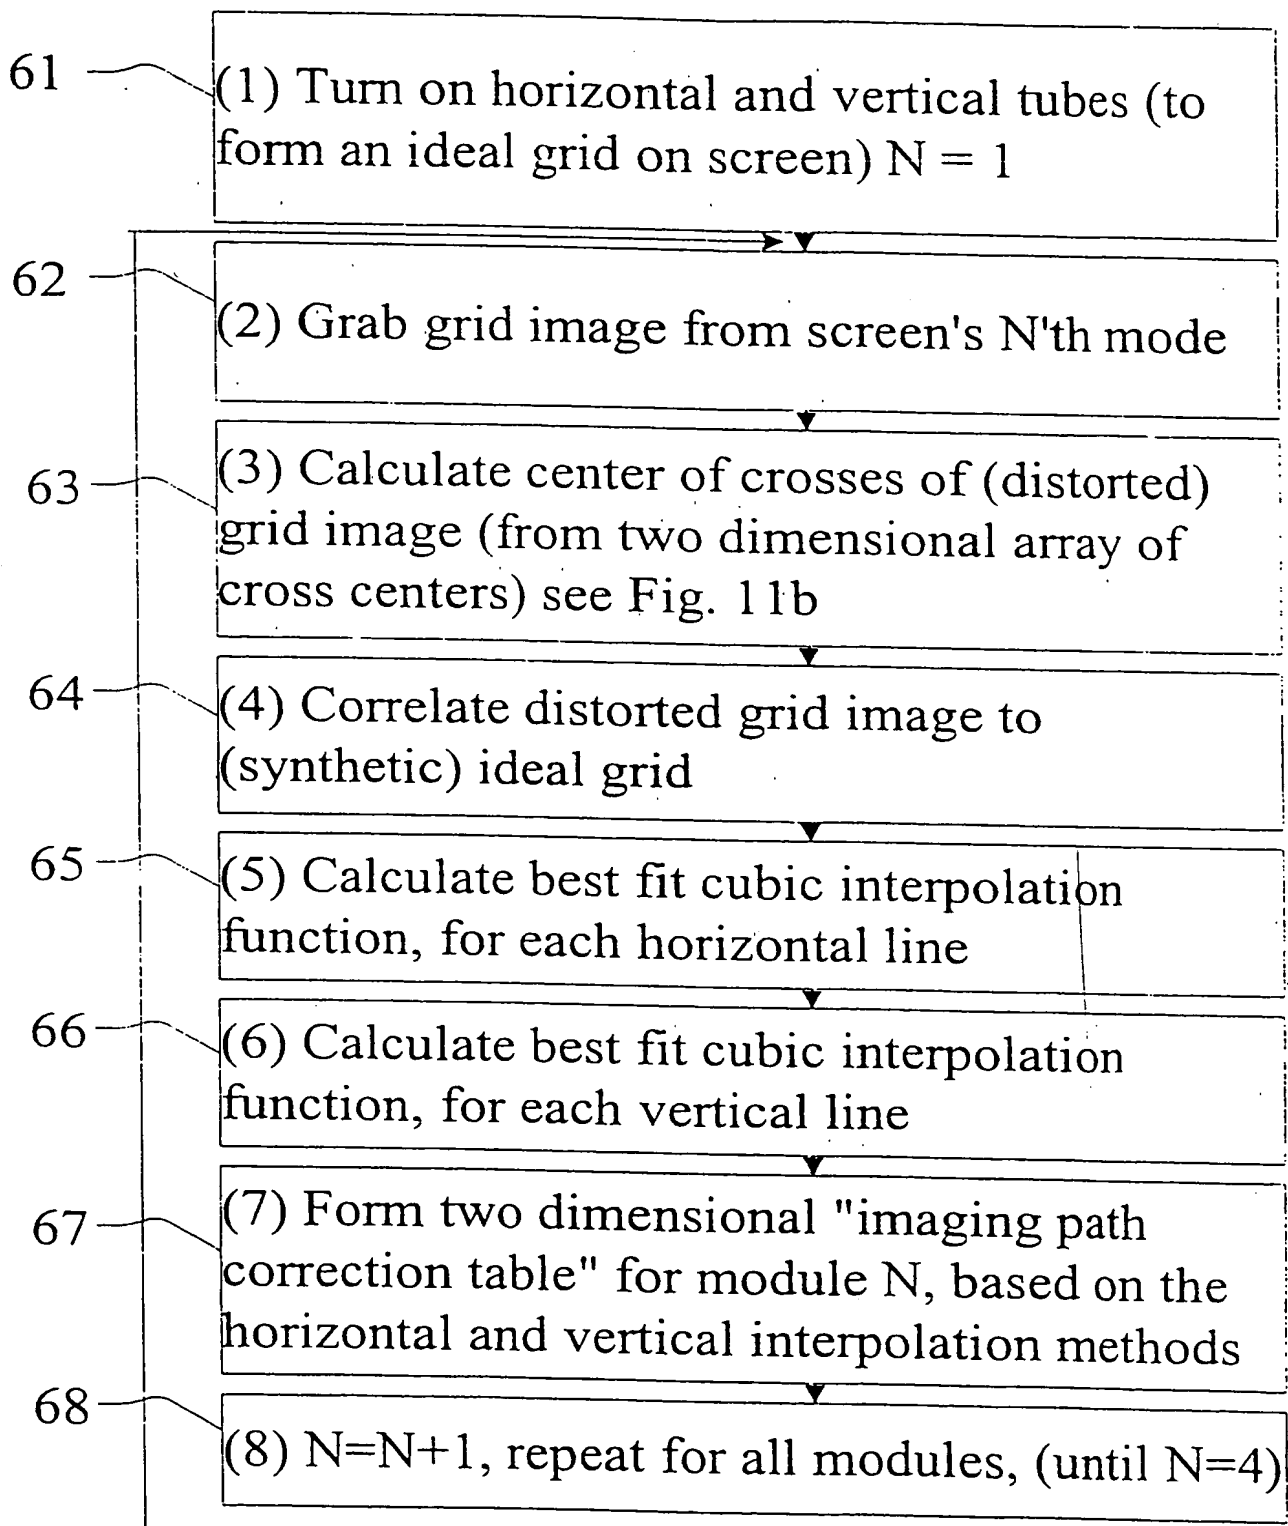 61
(1) Turn on horizontal and vertical tubes (to
form an ideal grid on screen) N = 1
62
(2) Grab grid image from screen's N'th mode
63
(3) Calculate center of crosses of (distorted)
grid image (from two dimensional array of
cross centers) see Fig. 11b
64
(4) Correlate distorted grid image to
(synthetic) ideal grid
65
(5) Calculate best fit cubic interpolation
function, for each horizontal line
66
(6) Calculate best fit cubic interpolation
function, for each vertical line
67
(7) Form two dimensional "imaging path
correction table" for module N, based on the
horizontal and vertical interpolation methods
68
(8) N=N+1, repeat for all modules, (until N=4)